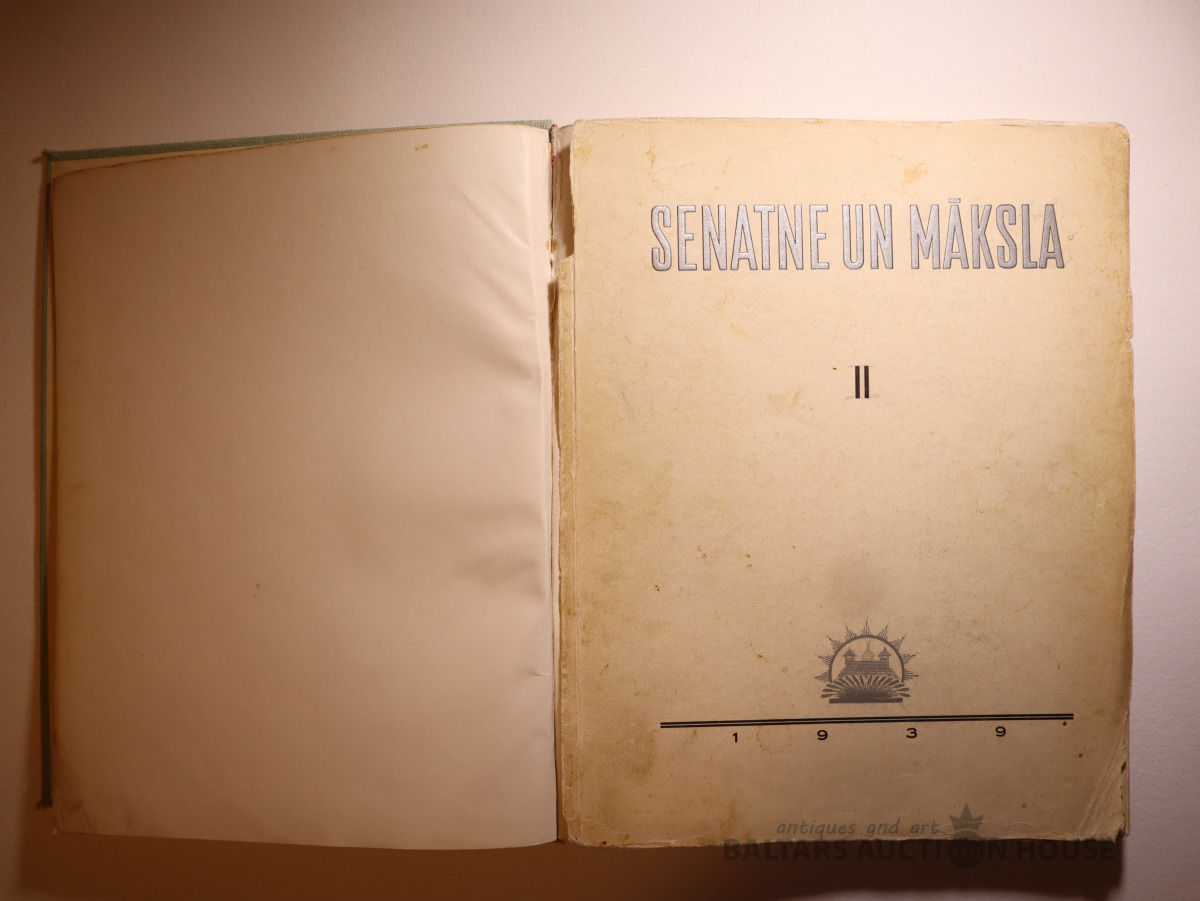 SENATNE UN MĀKSLA
II
1 9 3 9
antiques and art
BALTARS AUCTION HOUSE